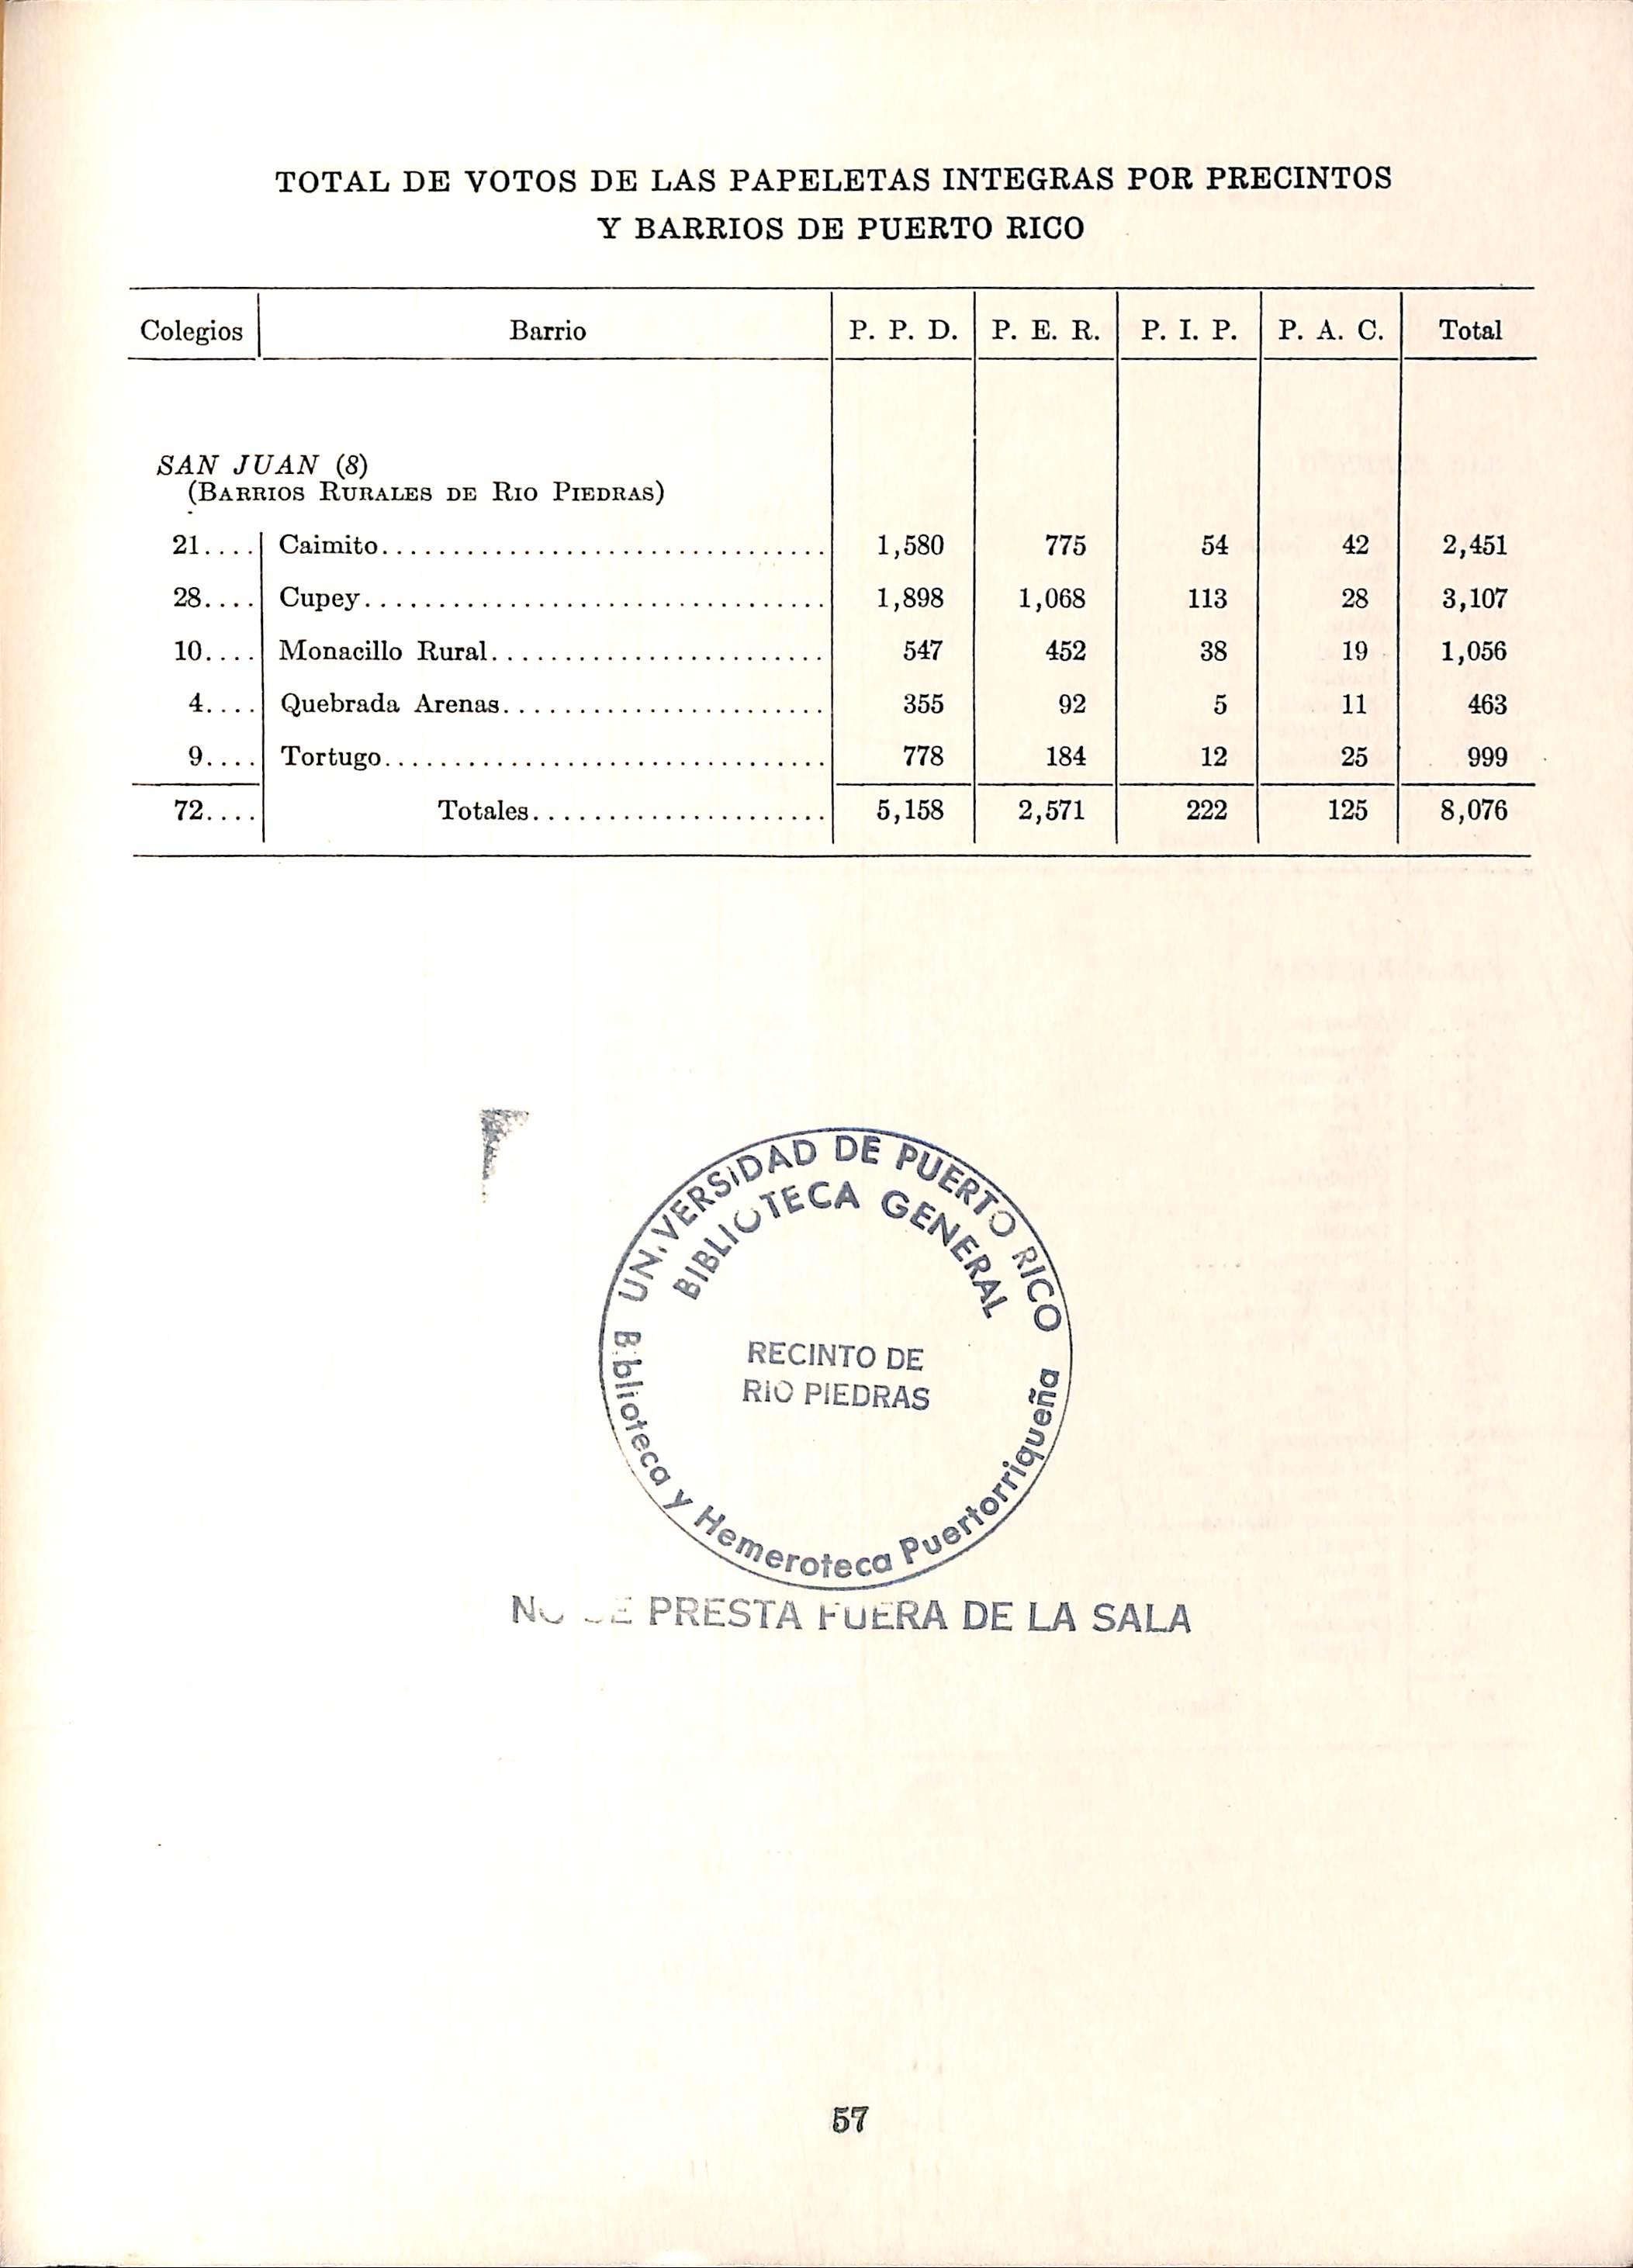 TOTAL DE VOTOS DE LAS PAPELETAS INTEGRAS POR PRECINTOS
Y BARRIOS DE PUERTO RICO
Colegios Barrio P. P. D. P. E. R. P. I. P. P. A. C. Total
SAN JUAN (8)
(BARRIOS RURALES DE RIO PIEDRAS)
21.... Caimito................................ 1,580 775 54 42 2,451
28.... Cupey................................. 1,898 1,068 113 28 3,107
10.... Monacillo Rural........................ 547 452 38 19 1,056
4.... Quebrada Arenas....................... 355 92 5 11 463
9.... Tortugo................................ 778 184 12 25 999
72.... Totales..................... 5,158 2,571 222 125 8,076
UNIVERSIDAD DE PUERTO RICO
BIBLIOTECA GENERAL
RECINTO DE
RIO PIEDRAS
Biblioteca y Hemeroteca Puertorriqueña
NO SE PRESTA FUERA DE LA SALA
57